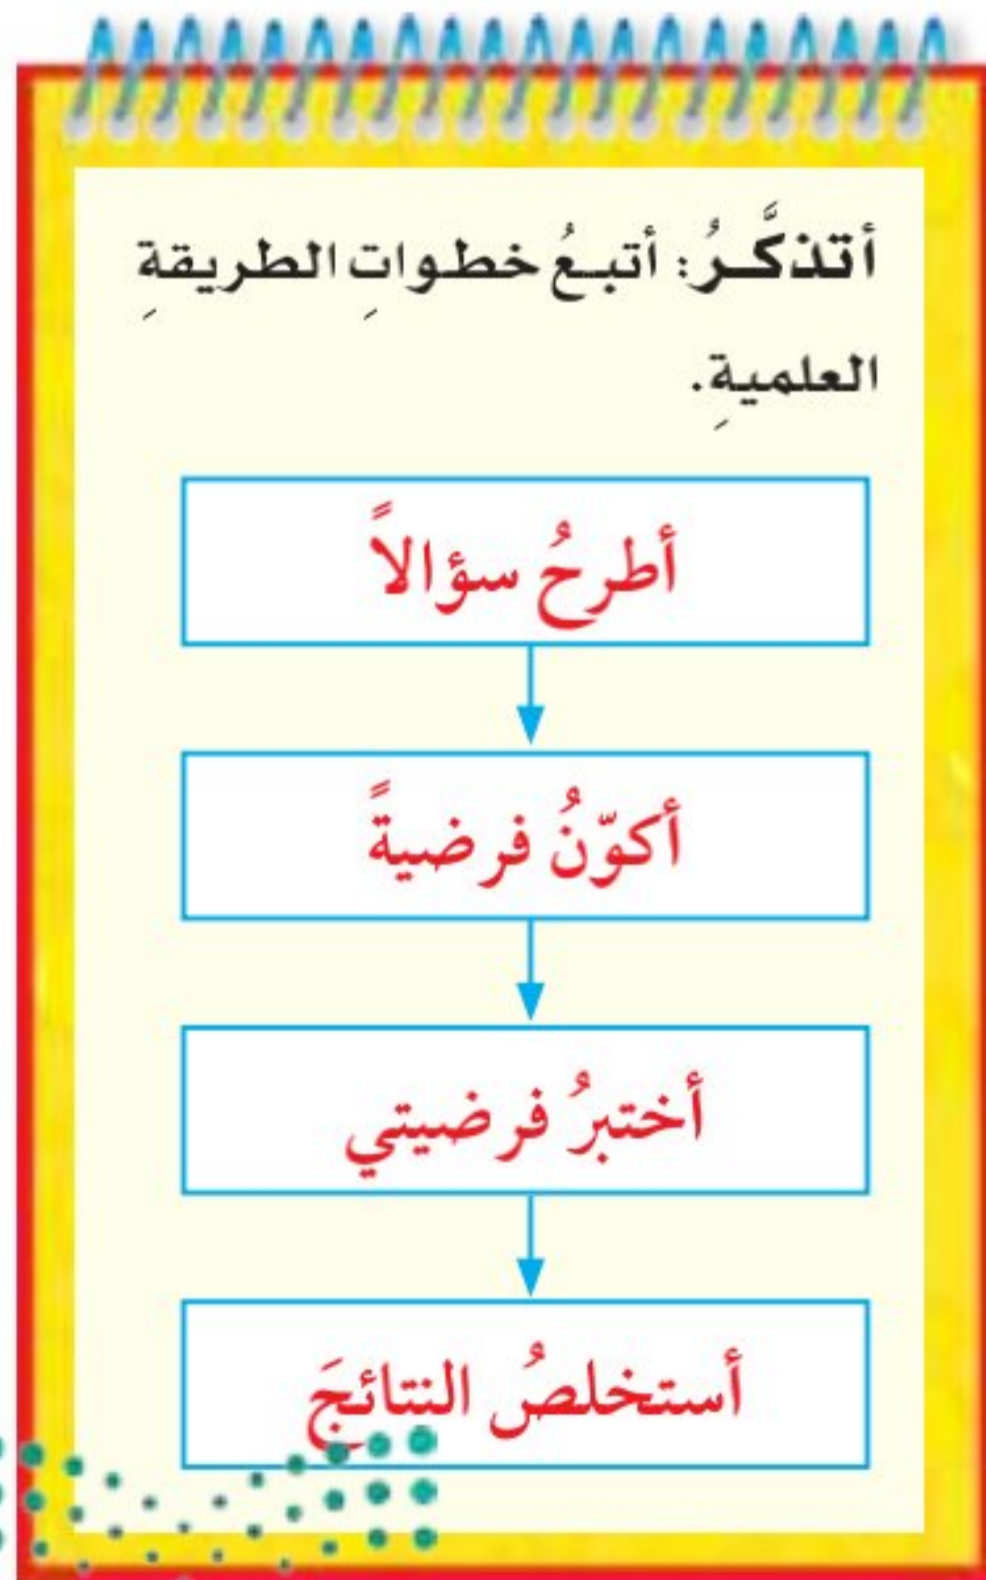 أتذكَّرُ: أتبعُ خطواتِ الطريقةِ
العلميةِ.
أطرحُ سؤالاً
أكوّنُ فرضيةً
أختبرُ فرضيتي
أستخلصُ النتائجَ